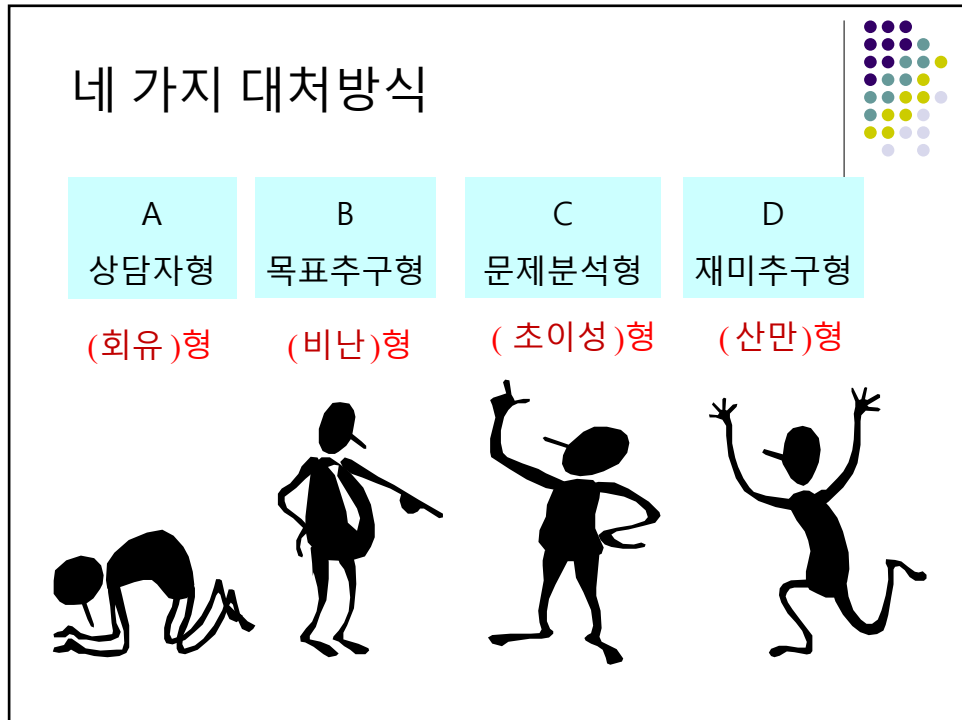 네 가지 대처방식
A
상담자형
B
목표추구형
C
문제분석형
D
재미추구형
(회유 )형
(비난 )형
( 초이성 )형
(산만 )형